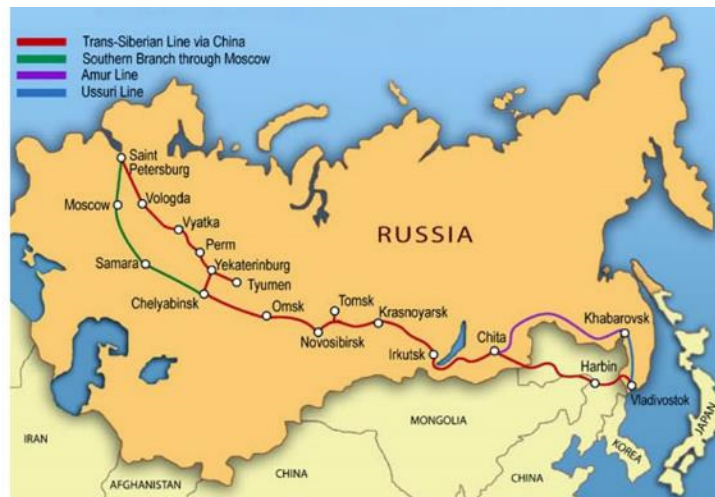 Trans-Siberian Line via China
Southern Branch through Moscow
Amur Line
Ussuri Line
Saint
Petersburg
Moscow
Vologda
Vyatka
RUSSIA
Perm
Samara
Yekaterinburg
Tyumen
Chelyabinsk
Omsk
Tomsk
Novosibirsk
Krasnoyarsk
Irkutsk
Chita
Khabarovsk
Harbin
Vladivostok
IRAN
AFGHANISTAN
CHINA
MONGOLIA
CHINA
KOREA
JAPAN